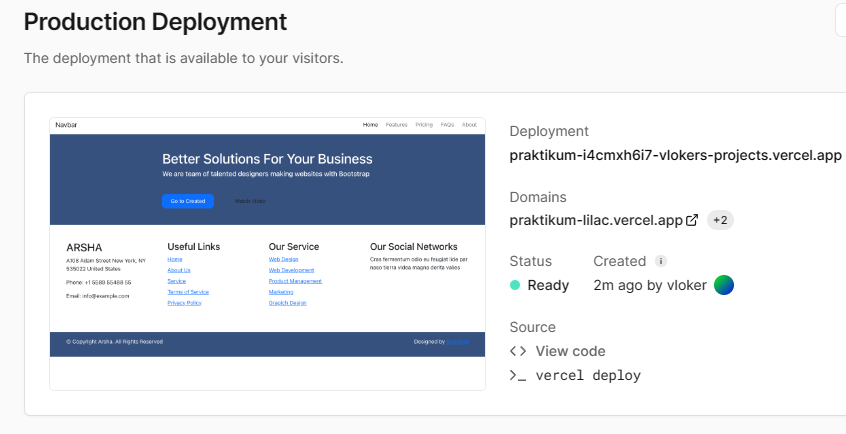 Production Deployment
The deployment that is available to your visitors.
Navbar
Home Features Pricing FAQs About
Better Solutions For Your Business
We are team of talented designers making websites with Bootstrap
Go to Created
ARSHA
A108 Adam Street New York, NY
535022 United States
Phone: +1 5589 55488 55
Email: info@example.com
Useful Links
Home
About Us
Service
Terms of Service
Privacy Policy
Our Service
Web Design
Web Development
Product Management
Marketing
Our Social Networks
Cras fermentum odio eu feugiat lide par
naso tierra videa magna derita valies
© Copyright Arsha. All Rights Reserved
Designed by
Deployment
praktikum-i4cmxh6i7-vlokers-projects.vercel.app
Domains
praktikum-lilac.vercel.app +2
Status
Ready
Created i
2m ago by vloker
Source
<> View code
>_ vercel deploy